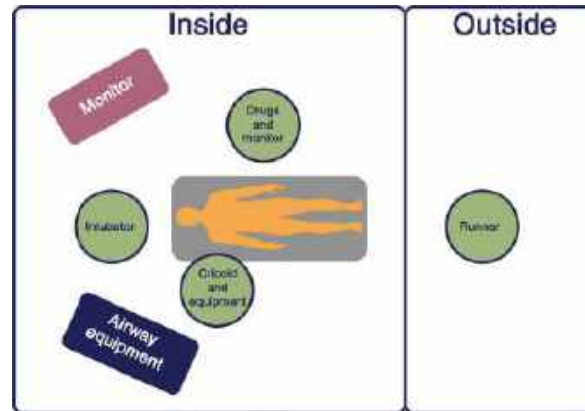 Inside
Outside
Monitor
Drugs
and
monitor
Intubator
Runner
Cricoid
and
equipment
Airway
equipment